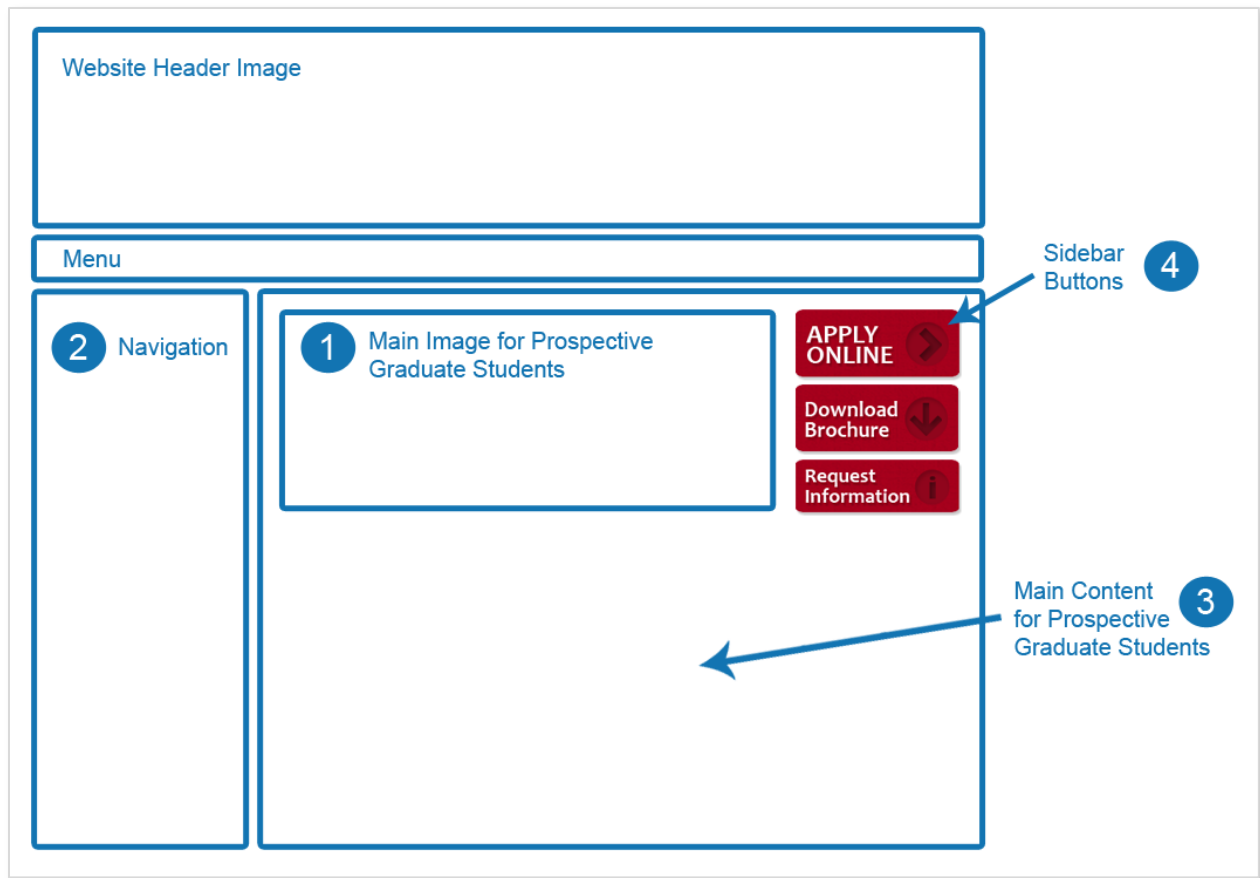 Website Header Image
Menu
Sidebar
Buttons
4
2
Navigation
1
Main Image for Prospective
Graduate Students
APPLY
ONLINE
Download
Brochure
Request
Information
i
Main Content
for Prospective
Graduate Students
3